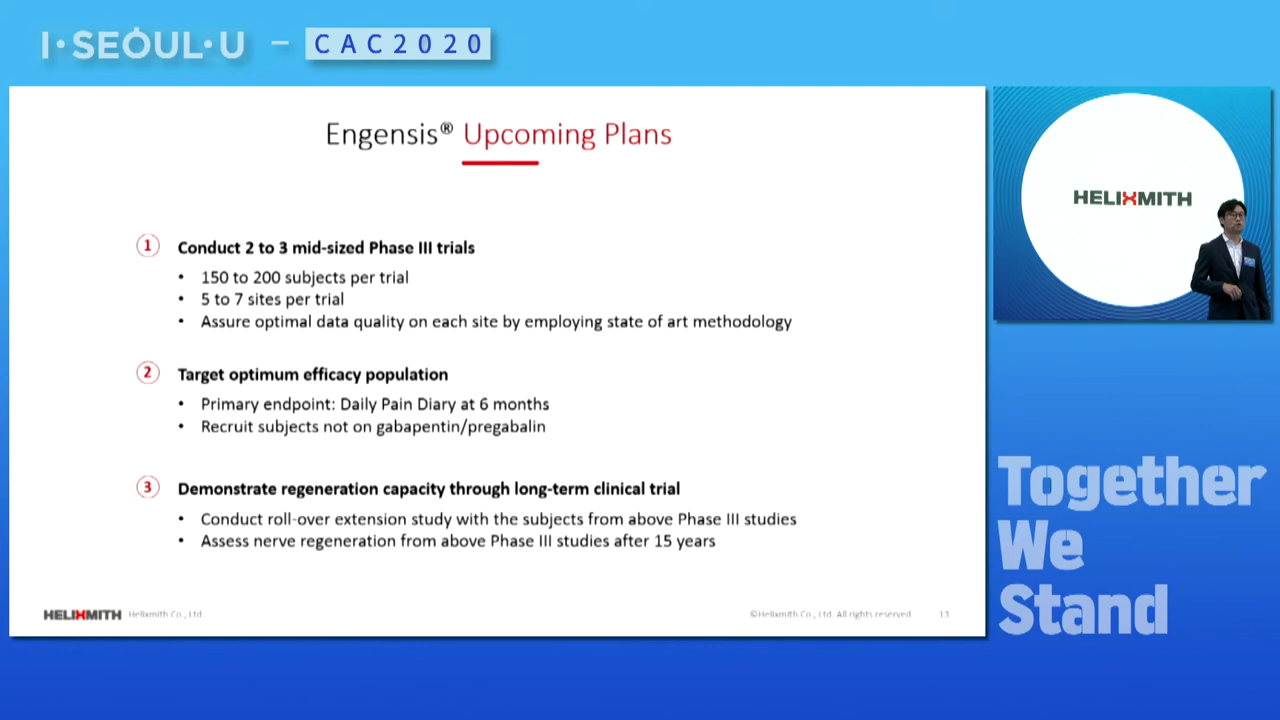 I·SEOUL·U – CAC2020
Engensis® Upcoming Plans
1 Conduct 2 to 3 mid-sized Phase III trials
• 150 to 200 subjects per trial
• 5 to 7 sites per trial
• Assure optimal data quality on each site by employing state of art methodology
2 Target optimum efficacy population
• Primary endpoint: Daily Pain Diary at 6 months
• Recruit subjects not on gabapentin/pregabalin
3 Demonstrate regeneration capacity through long-term clinical trial
• Conduct roll-over extension study with the subjects from above Phase III studies
• Assess nerve regeneration from above Phase III studies after 15 years
HELIXMITH Helixmith Co., Ltd
©Helixmith Co., Ltd. All rights reserved 13
HELIXMITH
Together
We
Stand